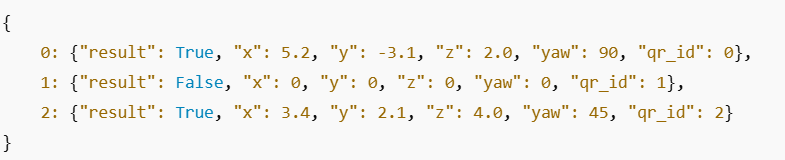 {
    0: {"result": True, "x": 5.2, "y": -3.1, "z": 2.0, "yaw": 90, "qr_id": 0},
    1: {"result": False, "x": 0, "y": 0, "z": 0, "yaw": 0, "qr_id": 1},
    2: {"result": True, "x": 3.4, "y": 2.1, "z": 4.0, "yaw": 45, "qr_id": 2}
}